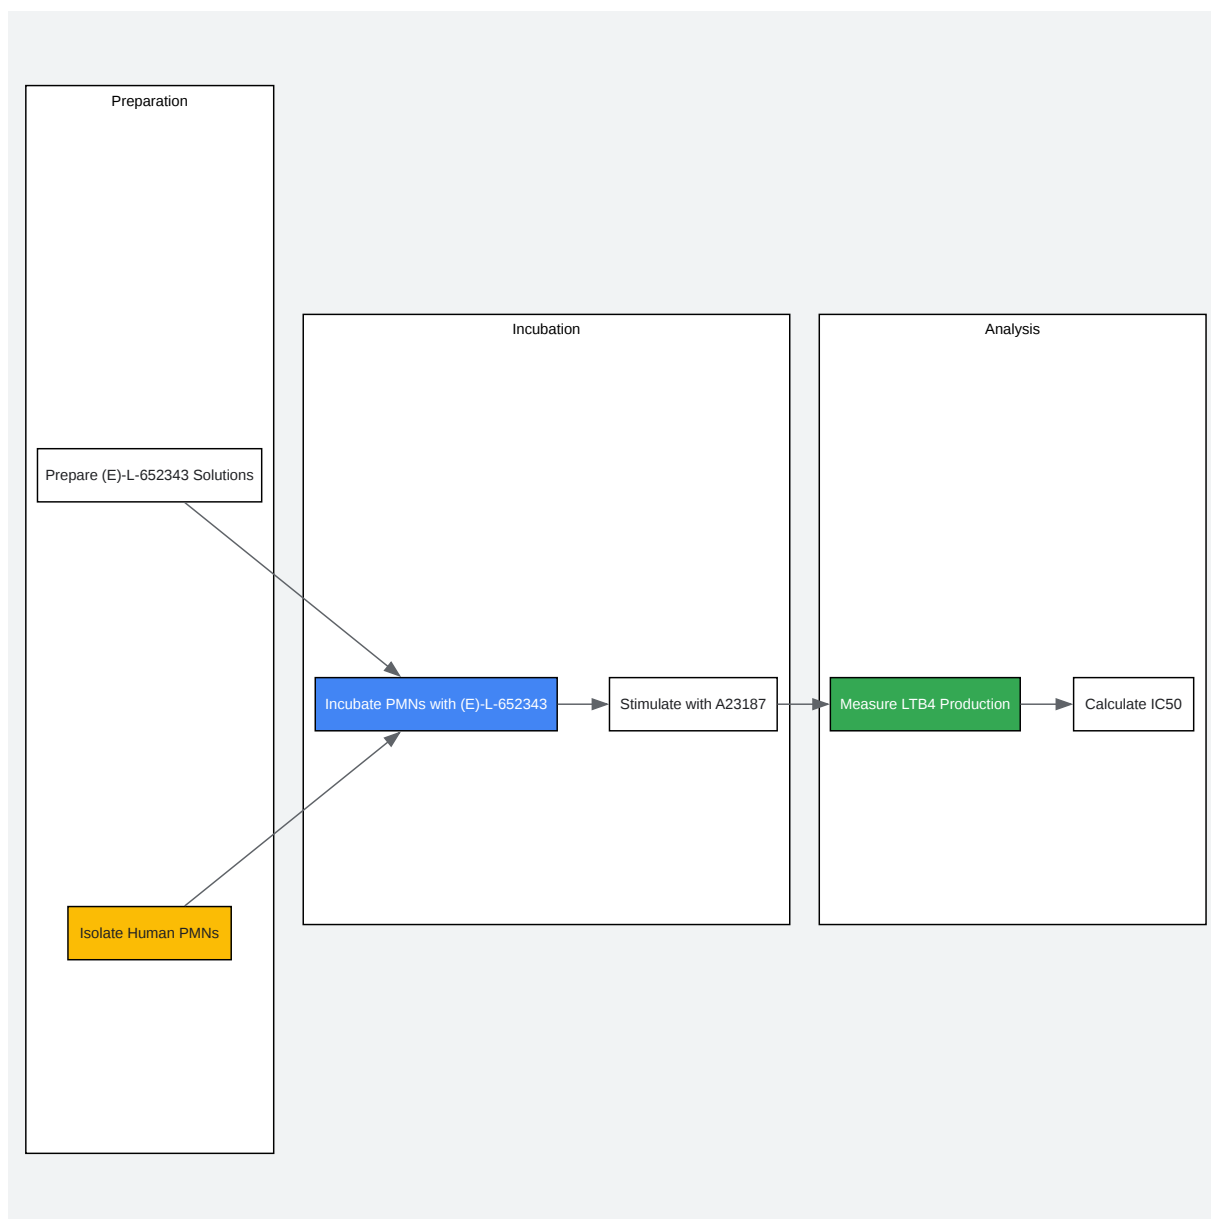 Preparation
Prepare (E)-L-652343 Solutions
Isolate Human PMNs
Incubation
Incubate PMNs with (E)-L-652343
Stimulate with A23187
Analysis
Measure LTB4 Production
Calculate IC50